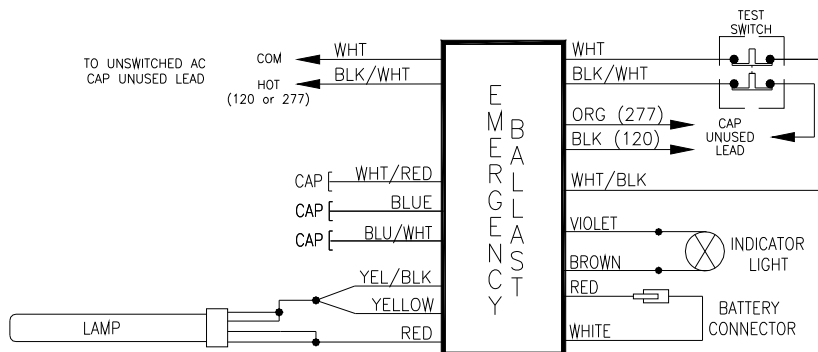 TO UNSWITCHED AC
CAP UNUSED LEAD
COM
HOT
(120 or 277)
WHT
BLK/WHT
CAP
WHT/RED
CAP
BLUE
CAP
BLU/WHT
YEL/BLK
YELLOW
RED
LAMP
EMERGENCY
BALLAST
TEST
SWITCH
WHT
BLK/WHT
ORG (277)
BLK (120)
CAP
UNUSED
LEAD
WHT/BLK
VIOLET
BROWN
INDICATOR
LIGHT
RED
WHITE
BATTERY
CONNECTOR